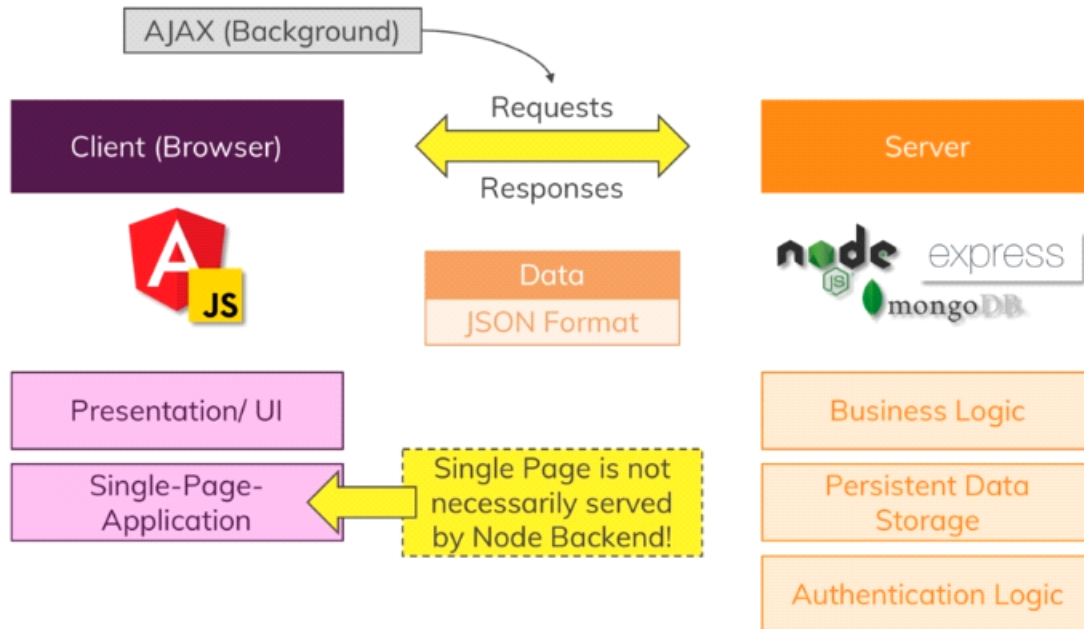 AJAX (Background)
Requests
Client (Browser)
Server
Responses
A
JS
node
JS
express
mongoDB
Data
JSON Format
Presentation/ UI
Business Logic
Single-Page-
Application
Single Page is not
necessarily served
by Node Backend!
Persistent Data
Storage
Authentication Logic